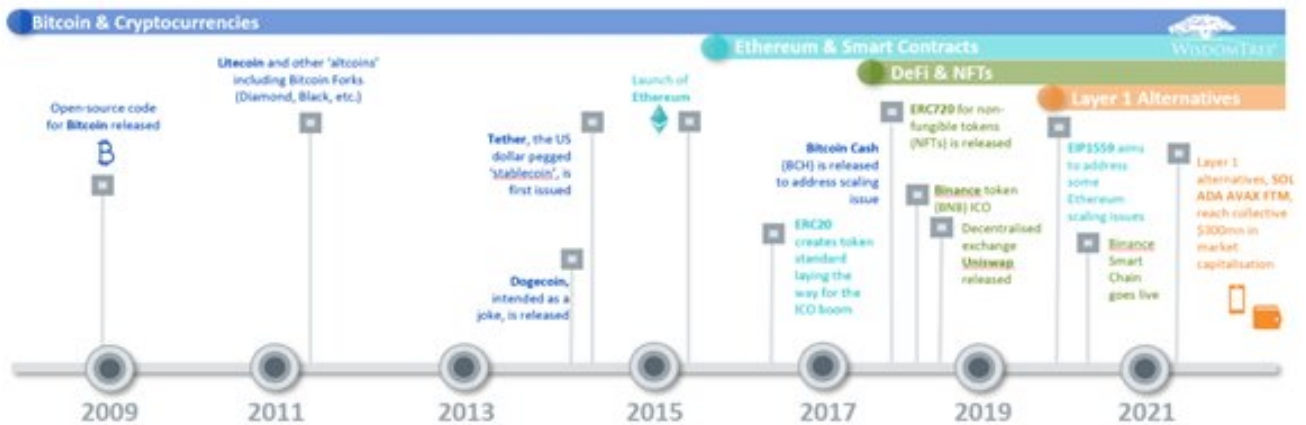 Bitcoin & Cryptocurrencies
WISDOMTREE®
Ethereum & Smart Contracts
DeFi & NFTs
Layer 1 Alternatives
Open-source code
for Bitcoin released
Litecoin and other 'altcoins'
including Bitcoin Forks
(Diamond, Black, etc.)
Tether, the US
dollar pegged
'stablecoin', is
first issued
Dogecoin,
intended as a
joke, is released
Launch of
Ethereum
ERC20
creates token
standard
laying the
way for the
ICO boom
Bitcoin Cash
(BCH) is released
to address scaling
issue
ERC720 for non-
fungible tokens
(NFTs) is released
Binance token
(BNB) ICO
Decentralised
exchange
Uniswap
released
EIP1559 aims
to address
some
Ethereum
scaling issues
Binance
Smart
Chain
goes live
Layer 1
alternatives, SOL
ADA AVAX FTM,
reach collective
$300mn in
market
capitalisation
2009
2011
2013
2015
2017
2019
2021